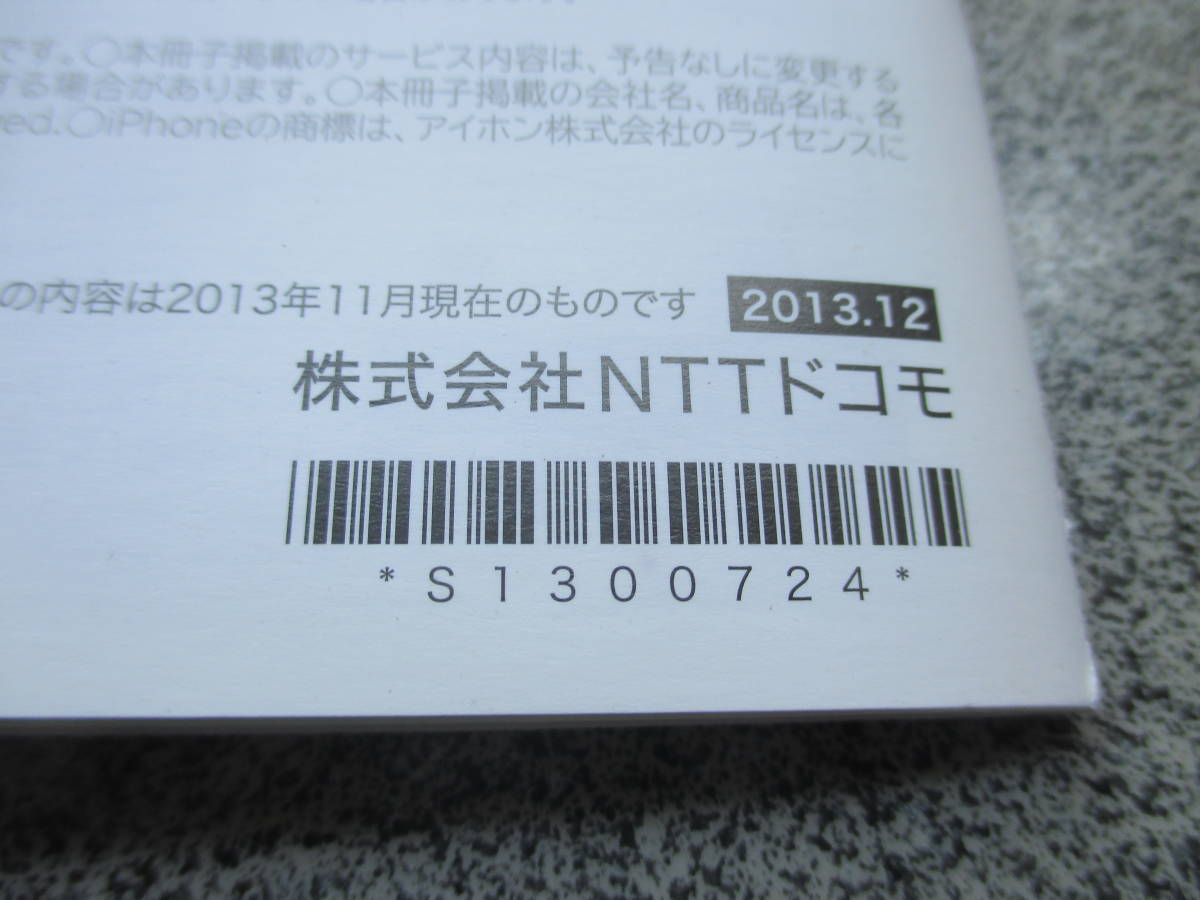 です。○本冊子掲載のサービス内容は、予告なしに変更する
する場合があります。○本冊子掲載の会社名、商品名は、各
ved.○iPhoneの商標は、アイホン株式会社のライセンスに
の内容は2013年11月現在のものです 2013.12
株式会社NTTドコモ
*S1300724*